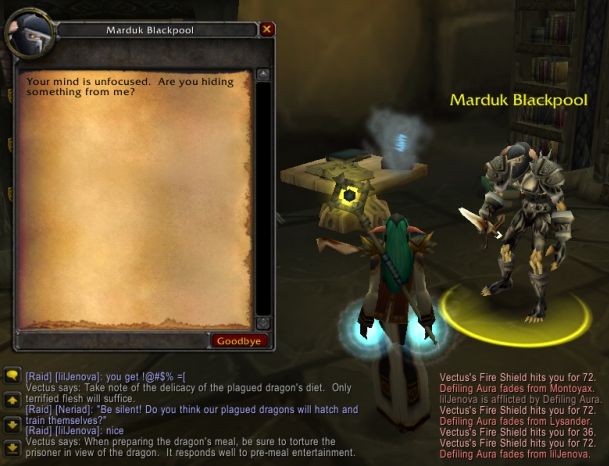 Marduk Blackpool
Your mind is unfocused.  Are you hiding
something from me?
Goodbye
Marduk Blackpool
[Raid] [lilJenova]: you get !@#$% =[
Vectus says: Take note of the delicacy of the plagued dragon's diet.  Only
terrified flesh will suffice.
[Raid] [Neriad]: "Be silent! Do you think our plagued dragons will hatch and
train themselves?"
[Raid] [lilJenova]: nice
Vectus says: When preparing the dragon's meal, be sure to torture the
prisoner in view of the dragon.  It responds well to pre-meal entertainment.
Vectus's Fire Shield hits you for 72.
Defiling Aura fades from Montoyax.
lilJenova is afflicted by Defiling Aura.
Vectus's Fire Shield hits you for 72.
Defiling Aura fades from Lysander.
Vectus's Fire Shield hits you for 36.
Vectus's Fire Shield hits you for 72.
Defiling Aura fades from lilJenova.